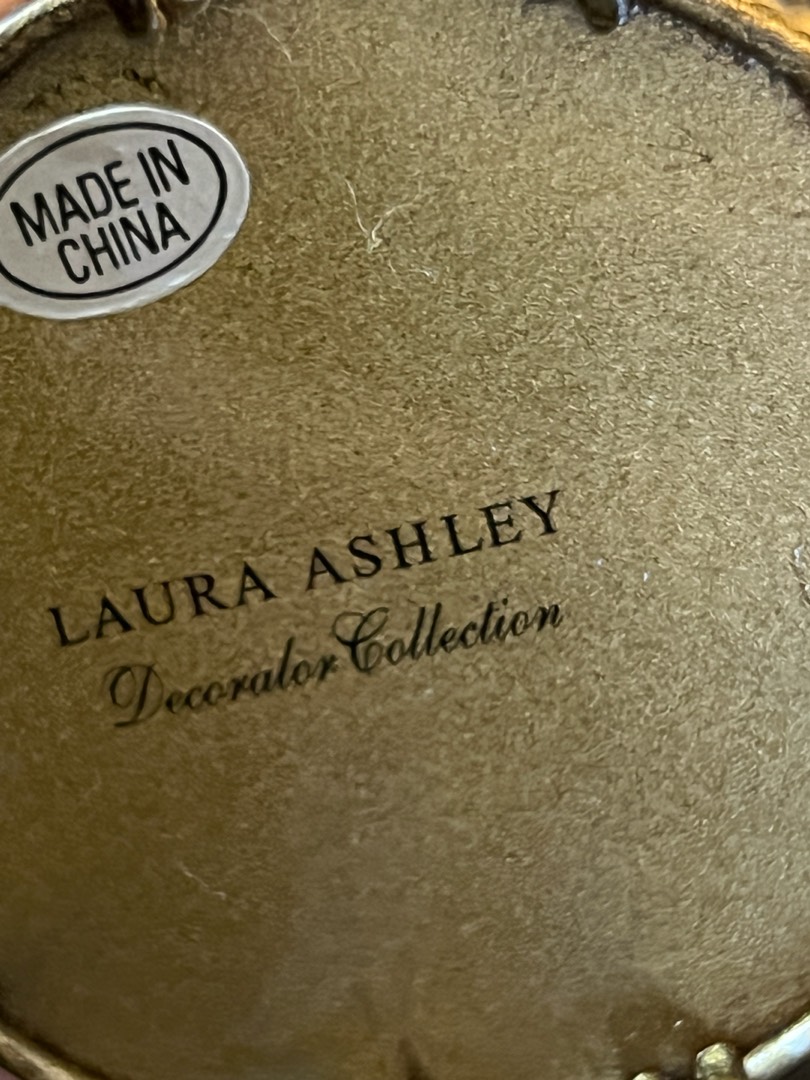 MADE IN
CHINA
LAURA ASHLEY
Decorator Collection